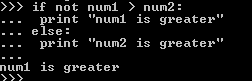 >>> if not num1 > num2:
...   print "num1 is greater"
... else:
...   print "num2 is greater"
...
num1 is greater
>>>